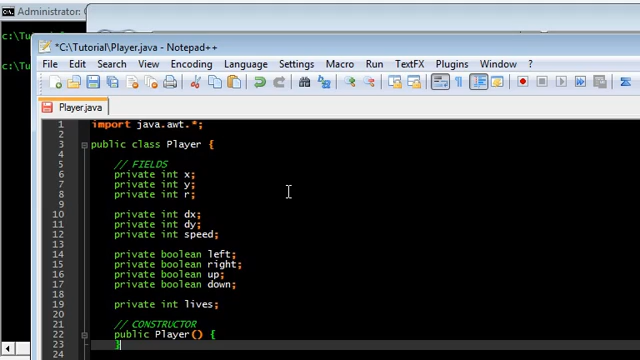 Administrator: C
c:\Tu
c:\Tu
*C:\Tutorial\Player.java - Notepad++
File Edit Search View Encoding Language Settings Macro Run TextFX Plugins Window ?
Player.java
1 import java.awt.*;
2
3 public class Player {
4
5 // FIELDS
6 private int x;
7 private int y;
8 private int r;
9
10 private int dx;
11 private int dy;
12 private int speed;
13
14 private boolean left;
15 private boolean right;
16 private boolean up;
17 private boolean down;
18
19 private int lives;
20
21 // CONSTRUCTOR
22 public Player() {
23 }
24